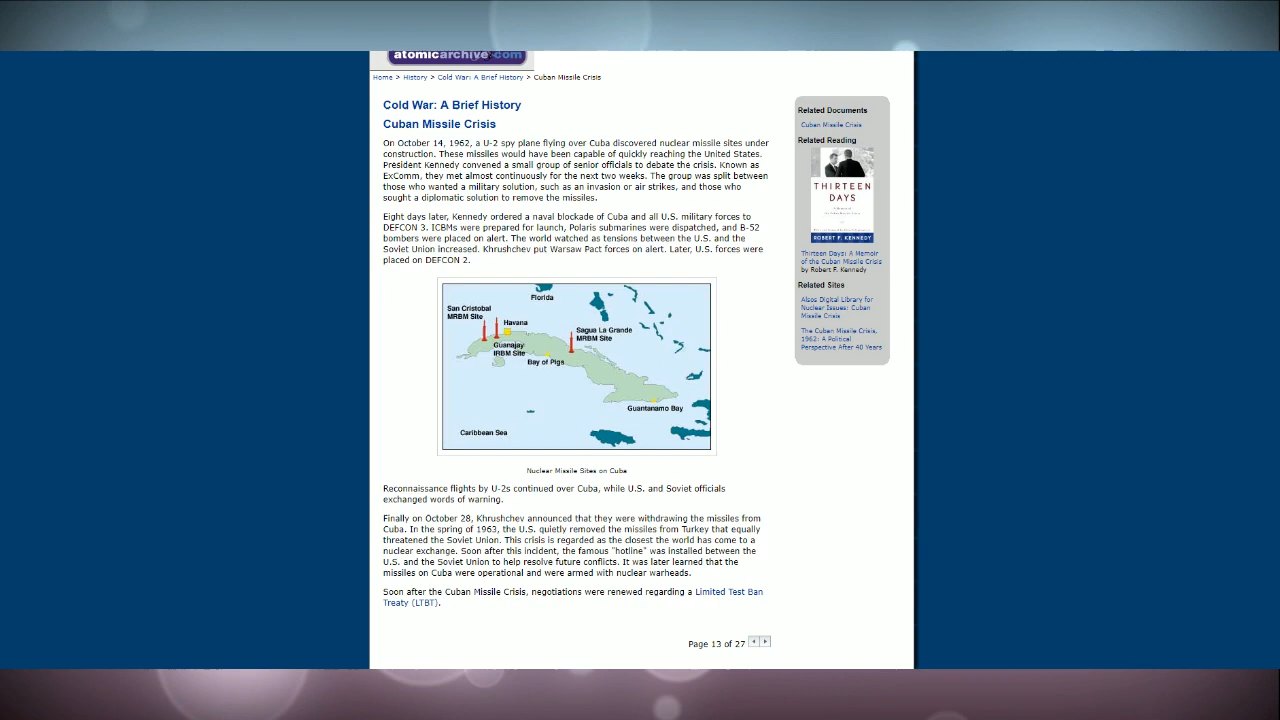 atomicarchive.com
Home > History > Cold War: A Brief History > Cuban Missile Crisis
Cold War: A Brief History
Cuban Missile Crisis
On October 14, 1962, a U-2 spy plane flying over Cuba discovered nuclear missile sites under
construction. These missiles would have been capable of quickly reaching the United States.
President Kennedy convened a small group of senior officials to debate the crisis. Known as
ExComm, they met almost continuously for the next two weeks. The group was split between
those who wanted a military solution, such as an invasion or air strikes, and those who
sought a diplomatic solution to remove the missiles.
Eight days later, Kennedy ordered a naval blockade of Cuba and all U.S. military forces to
DEFCON 3. ICBMs were prepared for launch, Polaris submarines were dispatched, and B-52
bombers were placed on alert. The world watched as tensions between the U.S. and the
Soviet Union increased. Khrushchev put Warsaw Pact forces on alert. Later, U.S. forces were
placed on DEFCON 2.
Florida
San Cristobal
MRBM Site
Havana
Guanajay
IRBM Site
Sagua La Grande
MRBM Site
Bay of Pigs
Guantanamo Bay
Caribbean Sea
Nuclear Missile Sites on Cuba
Reconnaissance flights by U-2s continued over Cuba, while U.S. and Soviet officials
exchanged words of warning.
Finally on October 28, Khrushchev announced that they were withdrawing the missiles from
Cuba. In the spring of 1963, the U.S. quietly removed the missiles from Turkey that equally
threatened the Soviet Union. This crisis is regarded as the closest the world has come to a
nuclear exchange. Soon after this incident, the famous "hotline" was installed between the
U.S. and the Soviet Union to help resolve future conflicts. It was later learned that the
missiles on Cuba were operational and were armed with nuclear warheads.
Soon after the Cuban Missile Crisis, negotiations were renewed regarding a Limited Test Ban
Treaty (LTBT).
Page 13 of 27
Related Documents
Cuban Missile Crisis
Related Reading
THIRTEEN
DAYS
ROBERT F. KENNEDY
Thirteen Days: A Memoir
of the Cuban Missile Crisis
by Robert F. Kennedy
Related Sites
Alsos Digital Library for
Nuclear Issues: Cuban
Missile Crisis
The Cuban Missile Crisis,
1962: A Political
Perspective After 40 Years